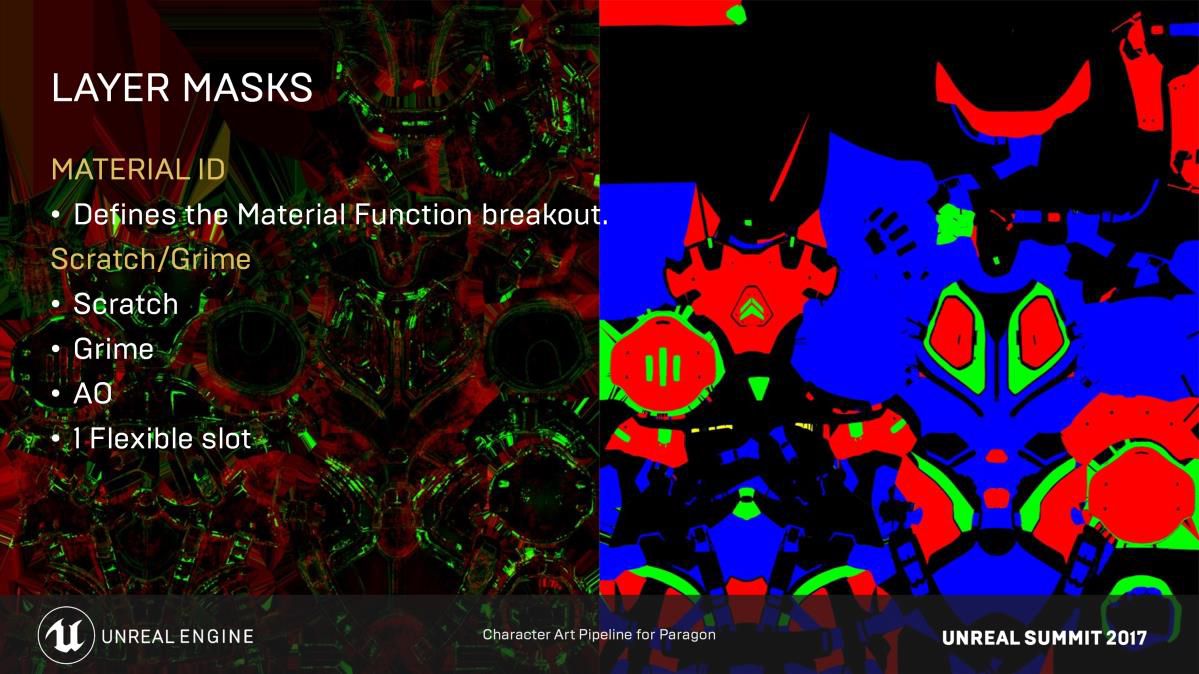 LAYER MASKS
MATERIAL ID
• Defines the Material Function breakout.
Scratch/Grime
• Scratch
• Grime
• AO
• 1 Flexible slot
UNREAL ENGINE
Character Art Pipeline for Paragon
UNREAL SUMMIT 2017